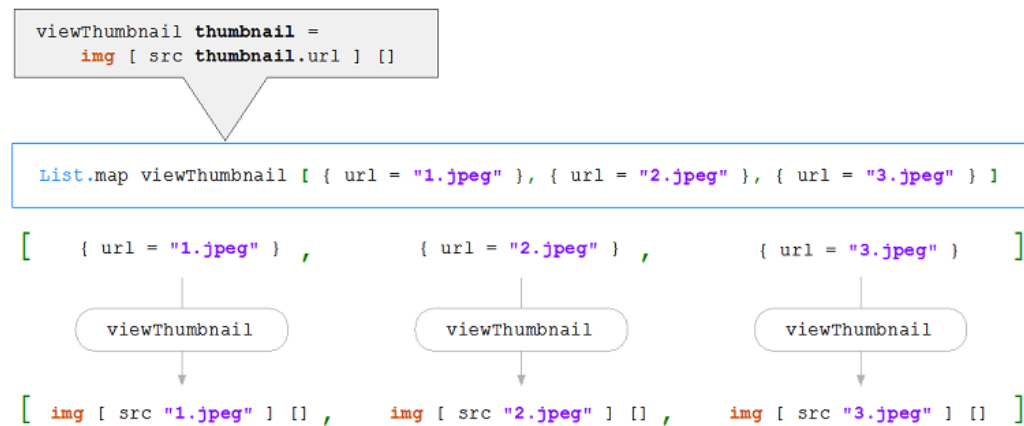 viewThumbnail thumbnail =
img [ src thumbnail.url ] []
List.map viewThumbnail [ { url = "1.jpeg" }, { url = "2.jpeg" }, { url = "3.jpeg" } ]
[ { url = "1.jpeg" } , { url = "2.jpeg" } , { url = "3.jpeg" } ]
viewThumbnail viewThumbnail viewThumbnail
[ img [ src "1.jpeg" ] [] , img [ src "2.jpeg" ] [] , img [ src "3.jpeg" ] [] ]